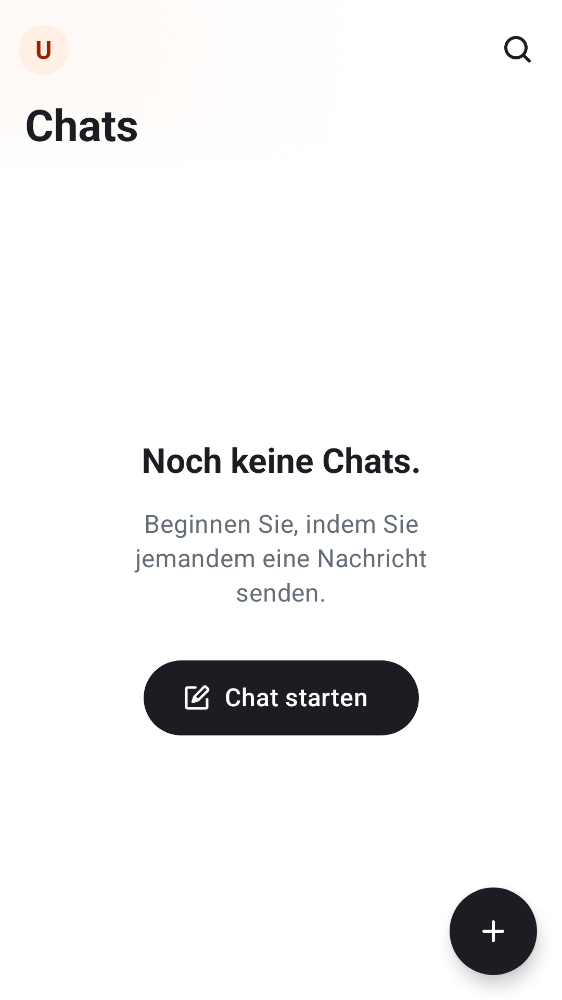 U
Chats
Noch keine Chats.
Beginnen Sie, indem Sie
jemandem eine Nachricht
senden.
Chat starten